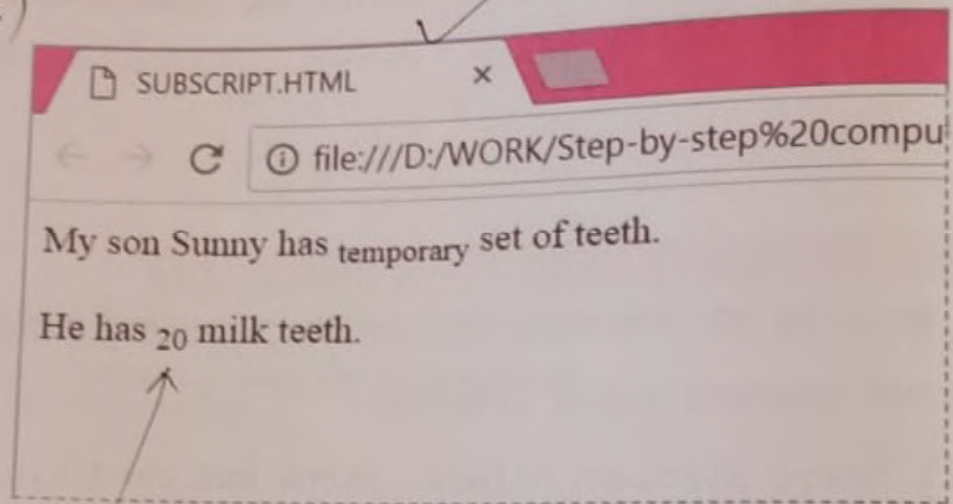 SUBSCRIPT.HTML ×
file:///D:/WORK/Step-by-step%20compu
My son Sunny has temporary set of teeth.
He has 20 milk teeth.